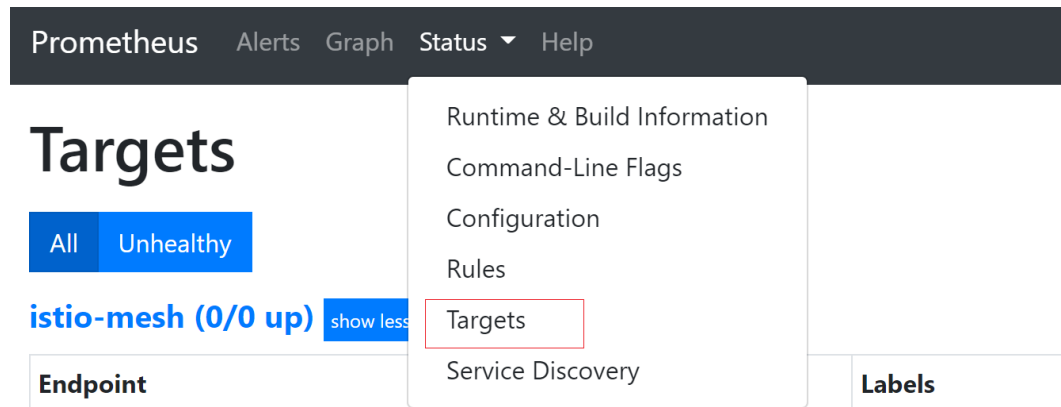 Prometheus Alerts Graph Status Help
Runtime & Build Information
Targets
Command-Line Flags
Configuration
All Unhealthy
Rules
istio-mesh (0/0 up) show less
Targets
Service Discovery
Endpoint Labels